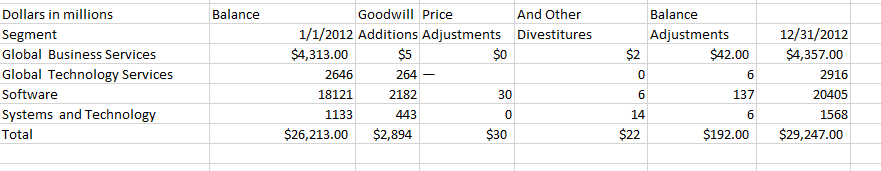 Dollars in millions Balance Goodwill Price And Other Balance
Segment 1/1/2012 Additions Adjustments Divestitures Adjustments 12/31/2012
Global Business Services $4,313.00 $5 $0 $2 $42.00 $4,357.00
Global Technology Services 2646 264 — 0 6 2916
Software 18121 2182 30 6 137 20405
Systems and Technology 1133 443 0 14 6 1568
Total $26,213.00 $2,894 $30 $22 $192.00 $29,247.00